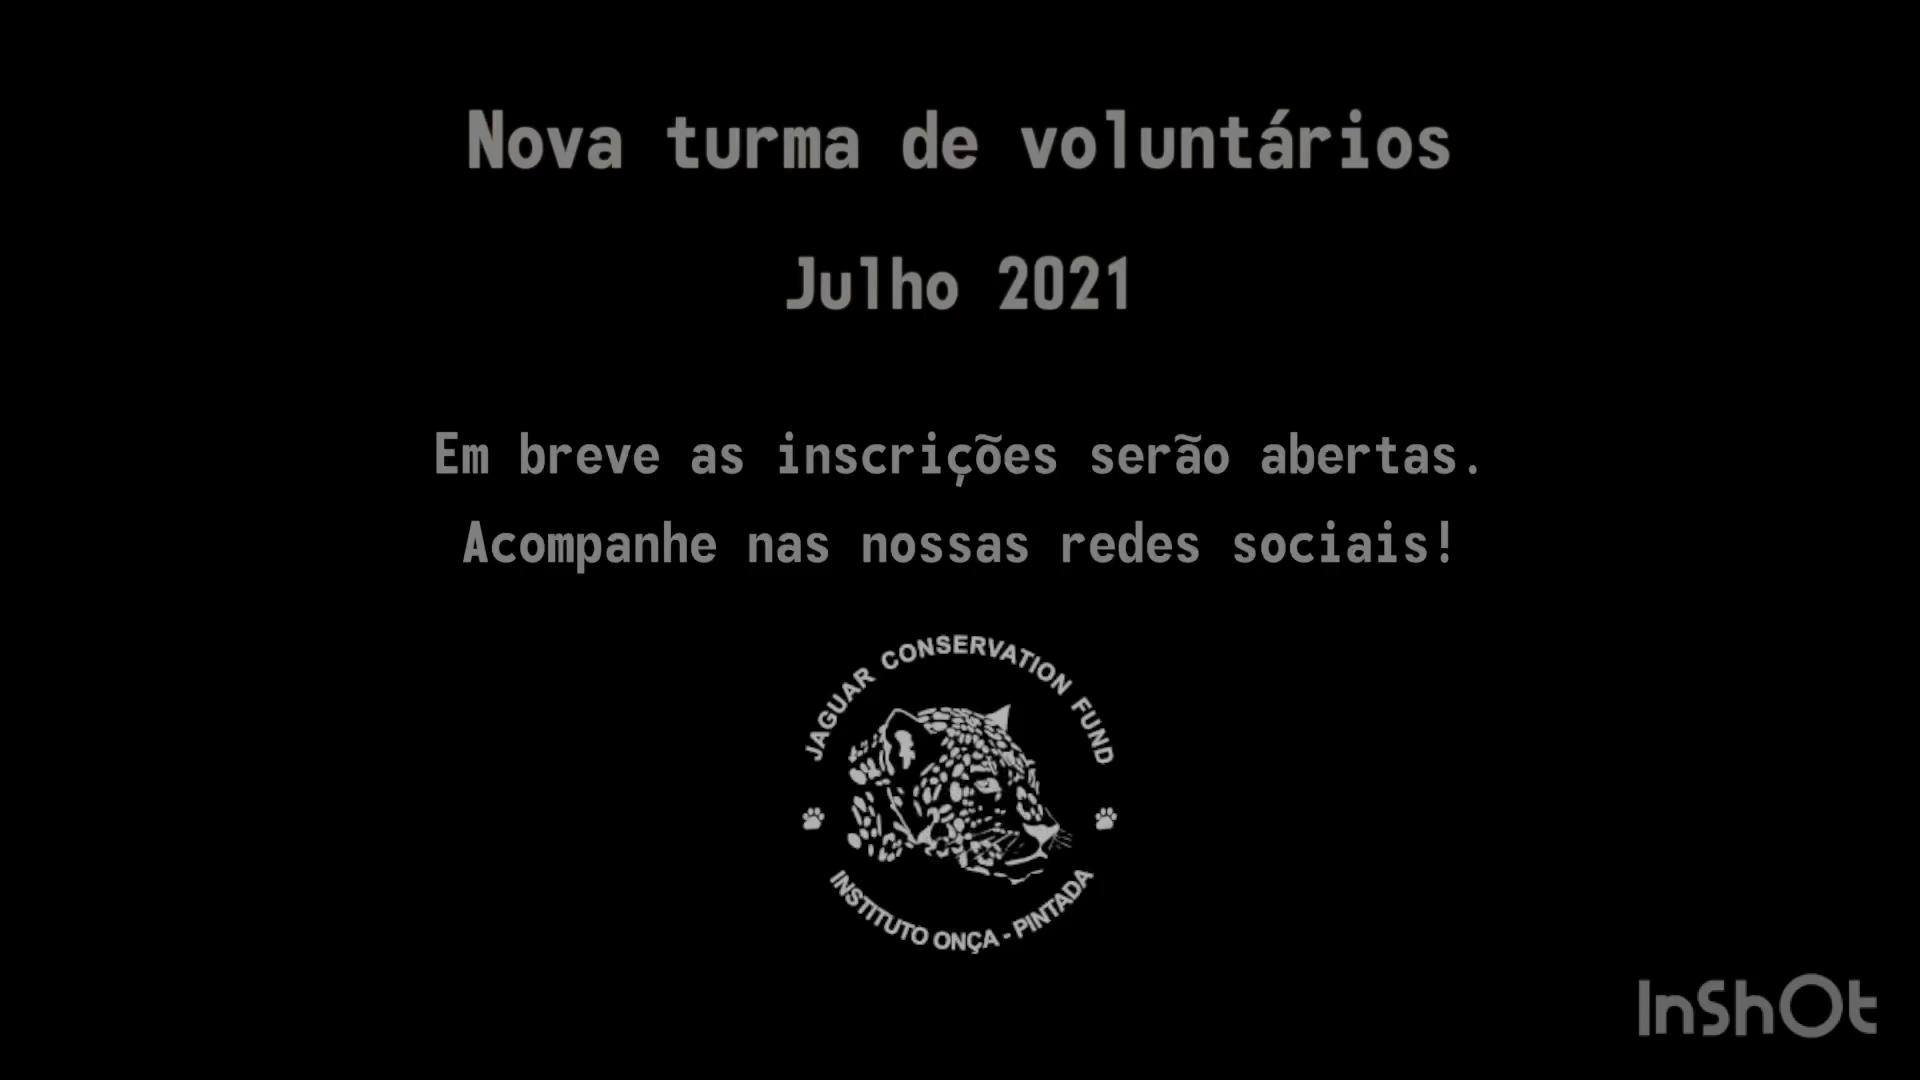 Nova turma de voluntários
Julho 2021
Em breve as inscrições serão abertas.
Acompanhe nas nossas redes sociais!
JAGUAR CONSERVATION FUND
INSTITUTO ONÇA - PINTADA
InShOt